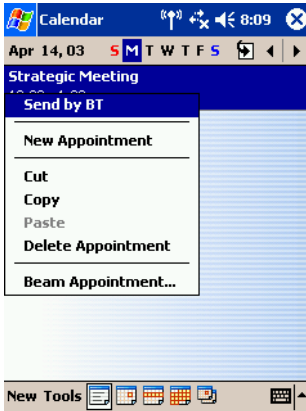 Calendar 8:09
Apr 14, 03 S M T W T F S
Strategic Meeting
Send by BT
New Appointment
Cut
Copy
Paste
Delete Appointment
Beam Appointment...
New Tools